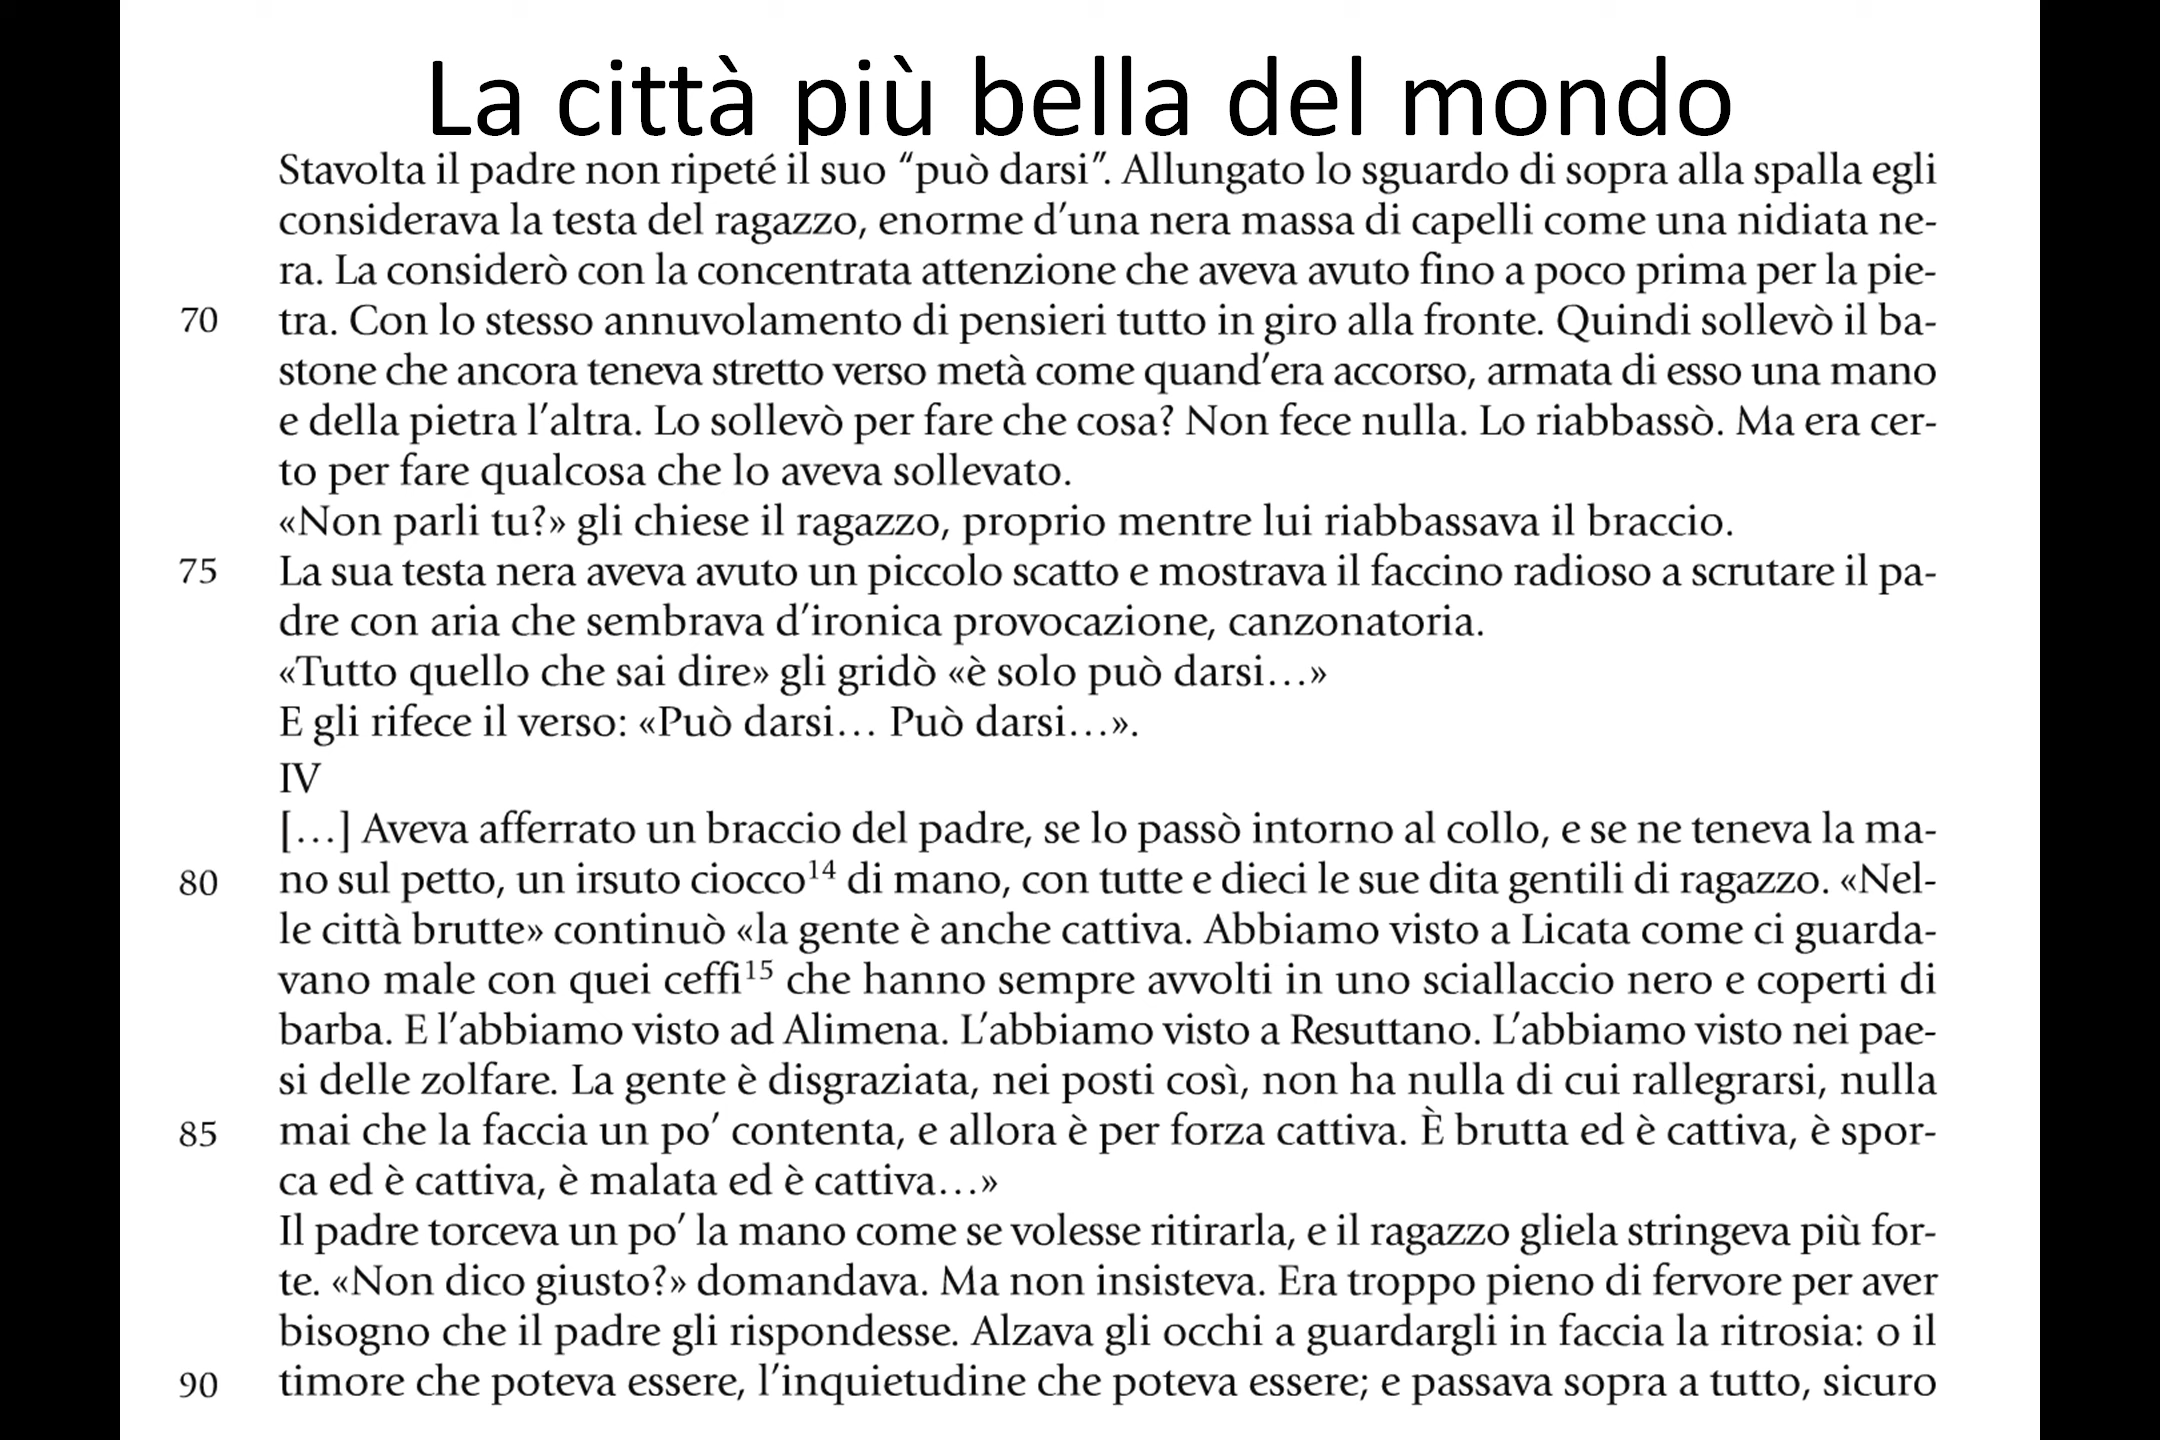 La città più bella del mondo
Stavolta il padre non ripeté il suo “può darsi”. Allungato lo sguardo di sopra alla spalla egli
considerava la testa del ragazzo, enorme d’una nera massa di capelli come una nidiata ne-
ra. La considerò con la concentrata attenzione che aveva avuto fino a poco prima per la pie-
70 tra. Con lo stesso annuvolamento di pensieri tutto in giro alla fronte. Quindi sollevò il ba-
stone che ancora teneva stretto verso metà come quand’era accorso, armata di esso una mano
e della pietra l’altra. Lo sollevò per fare che cosa? Non fece nulla. Lo riabbassò. Ma era cer-
to per fare qualcosa che lo aveva sollevato.
«Non parli tu?» gli chiese il ragazzo, proprio mentre lui riabbassava il braccio.
75 La sua testa nera aveva avuto un piccolo scatto e mostrava il faccino radioso a scrutare il pa-
dre con aria che sembrava d’ironica provocazione, canzonatoria.
«Tutto quello che sai dire» gli gridò «è solo può darsi…»
E gli rifece il verso: «Può darsi… Può darsi…».
IV
[…] Aveva afferrato un braccio del padre, se lo passò intorno al collo, e se ne teneva la ma-
80 no sul petto, un irsuto ciocco14 di mano, con tutte e dieci le sue dita gentili di ragazzo. «Nel-
le città brutte» continuò «la gente è anche cattiva. Abbiamo visto a Licata come ci guarda-
vano male con quei ceffi15 che hanno sempre avvolti in uno sciallaccio nero e coperti di
barba. E l’abbiamo visto ad Alimena. L’abbiamo visto a Resuttano. L’abbiamo visto nei pae-
si delle zolfare. La gente è disgraziata, nei posti così, non ha nulla di cui rallegrarsi, nulla
85 mai che la faccia un po’ contenta, e allora è per forza cattiva. È brutta ed è cattiva, è spor-
ca ed è cattiva, è malata ed è cattiva…»
Il padre torceva un po’ la mano come se volesse ritirarla, e il ragazzo gliela stringeva più for-
te. «Non dico giusto?» domandava. Ma non insisteva. Era troppo pieno di fervore per aver
bisogno che il padre gli rispondesse. Alzava gli occhi a guardargli in faccia la ritrosia: o il
90 timore che poteva essere, l’inquietudine che poteva essere; e passava sopra a tutto, sicuro